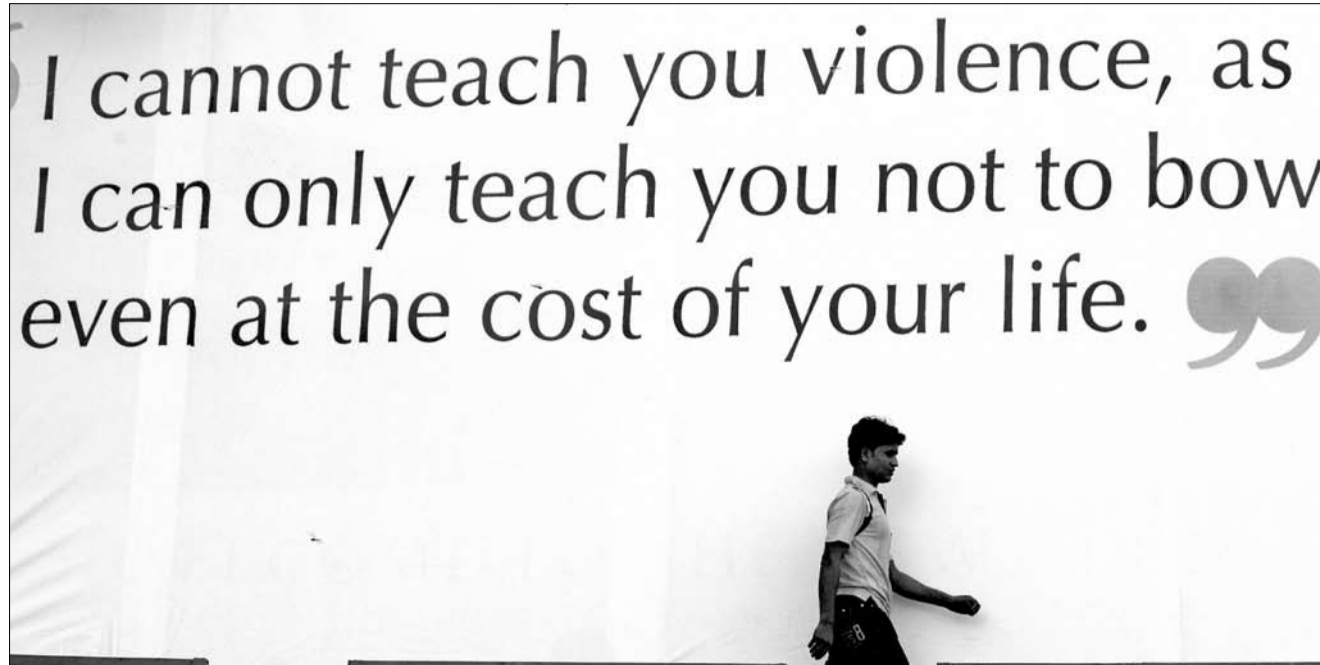 I cannot teach you violence, as
I can only teach you not to bow
even at the cost of your life. ”